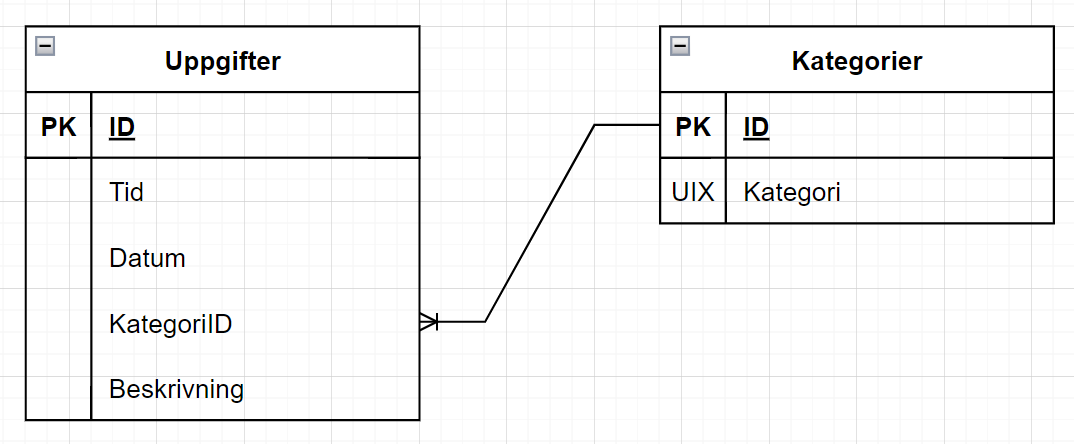 Uppgifter
PK ID
Tid
Datum
KategoriID
Beskrivning
Kategorier
PK ID
UIX Kategori